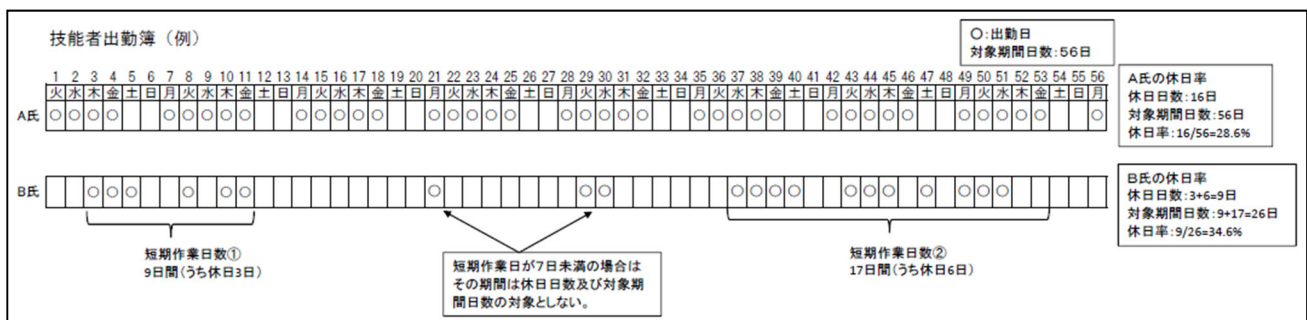 技能者出勤簿（例）
○:出勤日
対象期間日数:56日
1 2 3 4 5 6 7 8 9 10 11 12 13 14 15 16 17 18 19 20 21 22 23 24 25 26 27 28 29 30 31 32 33 34 35 36 37 38 39 40 41 42 43 44 45 46 47 48 49 50 51 52 53 54 55 56
火 水 木 金 土 日 月 火 水 木 金 土 日 月 火 水 木 金 土 日 月 火 水 木 金 土 日 月 火 水 木 金 土 日 月 火 水 木 金 土 日 月 火 水 木 金 土 日 月 火 水 木 金 土 日 月
A氏 ○ ○ ○ ○ ○ ○ ○ ○ ○ ○ ○ ○ ○ ○ ○ ○ ○ ○ ○ ○ ○ ○ ○ ○ ○ ○ ○ ○ ○ ○ ○ ○ ○ ○ ○ ○ ○ ○ ○ ○
A氏の休日率
休日日数:16日
対象期間日数:56日
休日率:16/56=28.6%
B氏 ○ ○ ○ ○ ○ ○ ○ ○ ○ ○ ○ ○ ○ ○ ○ ○ ○ ○ ○ ○
B氏の休日率
休日日数:3+6=9日
対象期間日数:9+17=26日
休日率:9/26=34.6%
短期作業日数①
9日間(うち休日3日)
短期作業日が7日未満の場合は
その期間は休日日数及び対象期
間日数の対象としない。
短期作業日数②
17日間(うち休日6日)